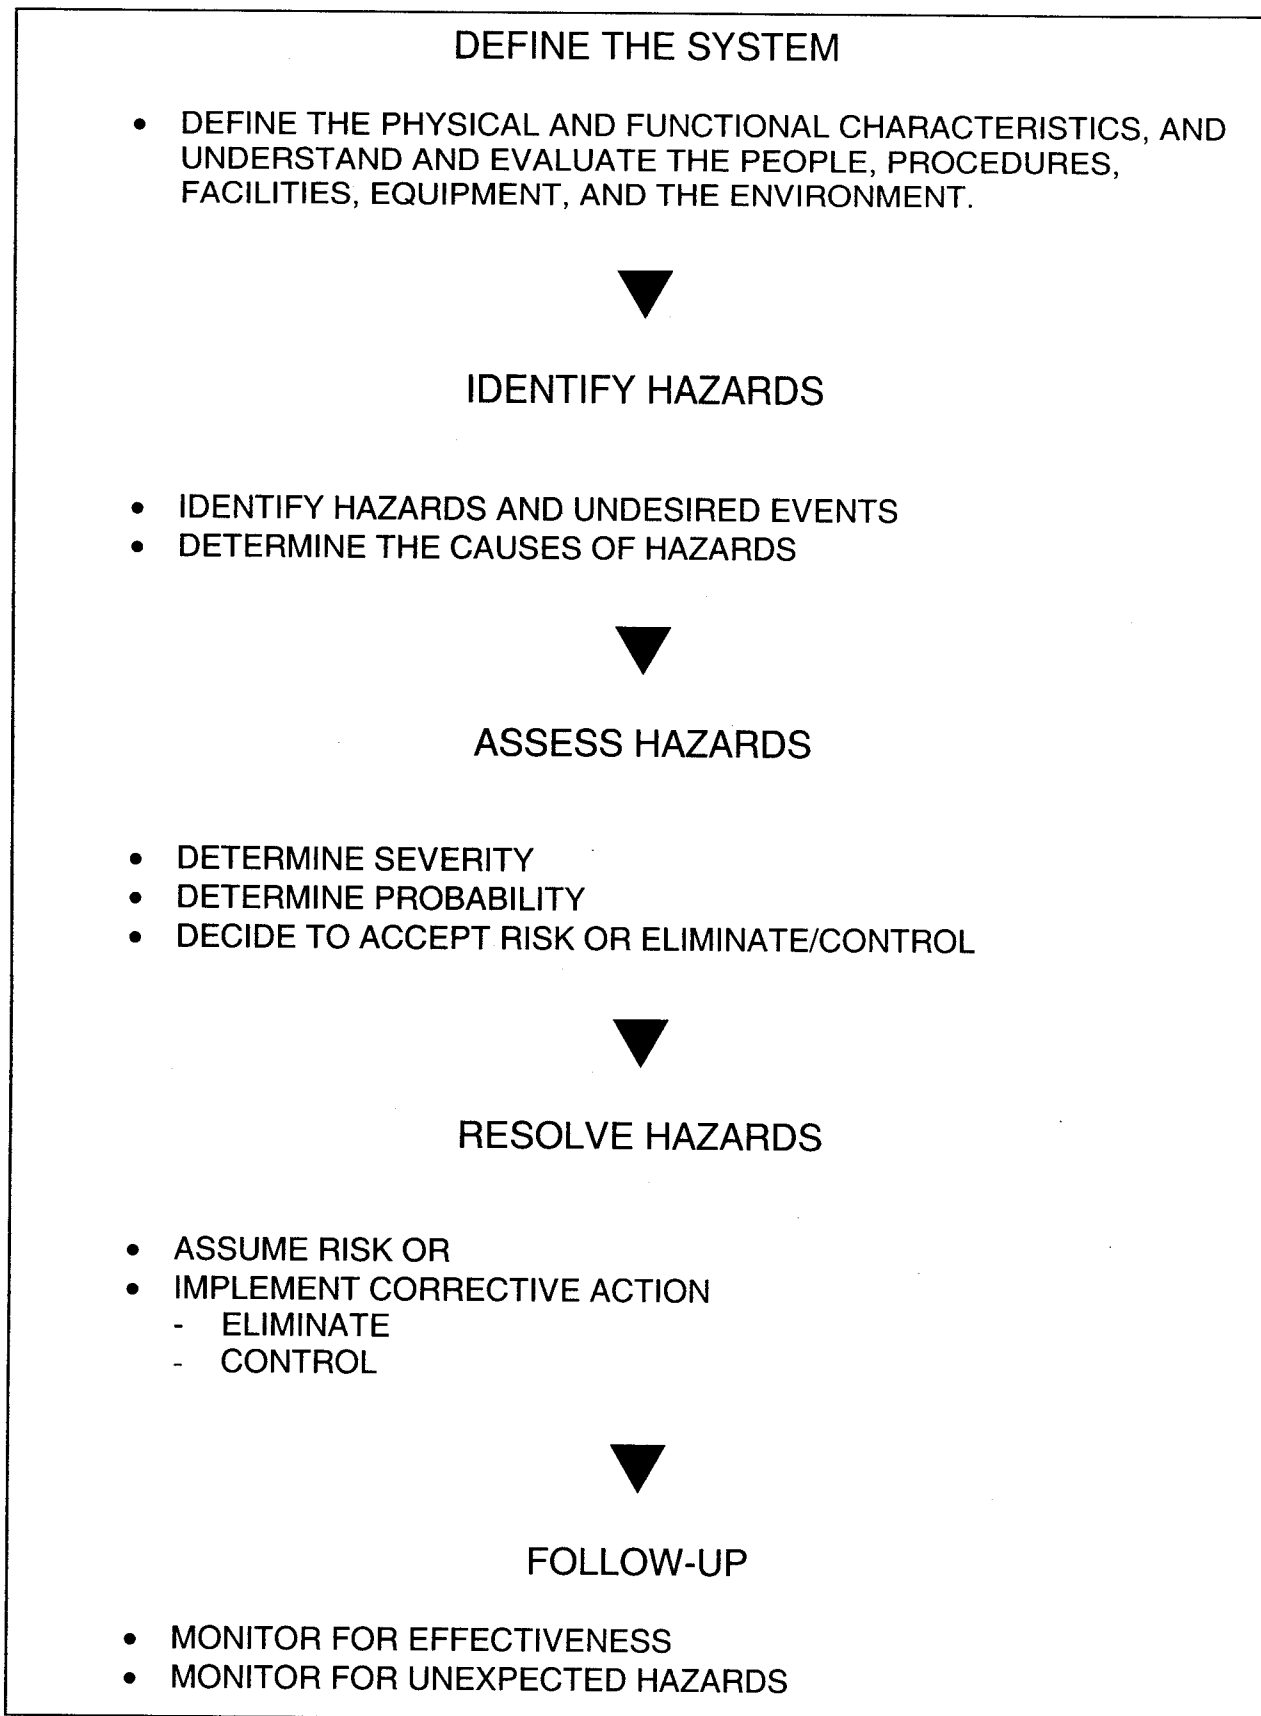 DEFINE THE SYSTEM
• DEFINE THE PHYSICAL AND FUNCTIONAL CHARACTERISTICS, AND
UNDERSTAND AND EVALUATE THE PEOPLE, PROCEDURES,
FACILITIES, EQUIPMENT, AND THE ENVIRONMENT.
IDENTIFY HAZARDS
• IDENTIFY HAZARDS AND UNDESIRED EVENTS
• DETERMINE THE CAUSES OF HAZARDS
ASSESS HAZARDS
• DETERMINE SEVERITY
• DETERMINE PROBABILITY
• DECIDE TO ACCEPT RISK OR ELIMINATE/CONTROL
RESOLVE HAZARDS
• ASSUME RISK OR
• IMPLEMENT CORRECTIVE ACTION
- ELIMINATE
- CONTROL
FOLLOW-UP
• MONITOR FOR EFFECTIVENESS
• MONITOR FOR UNEXPECTED HAZARDS